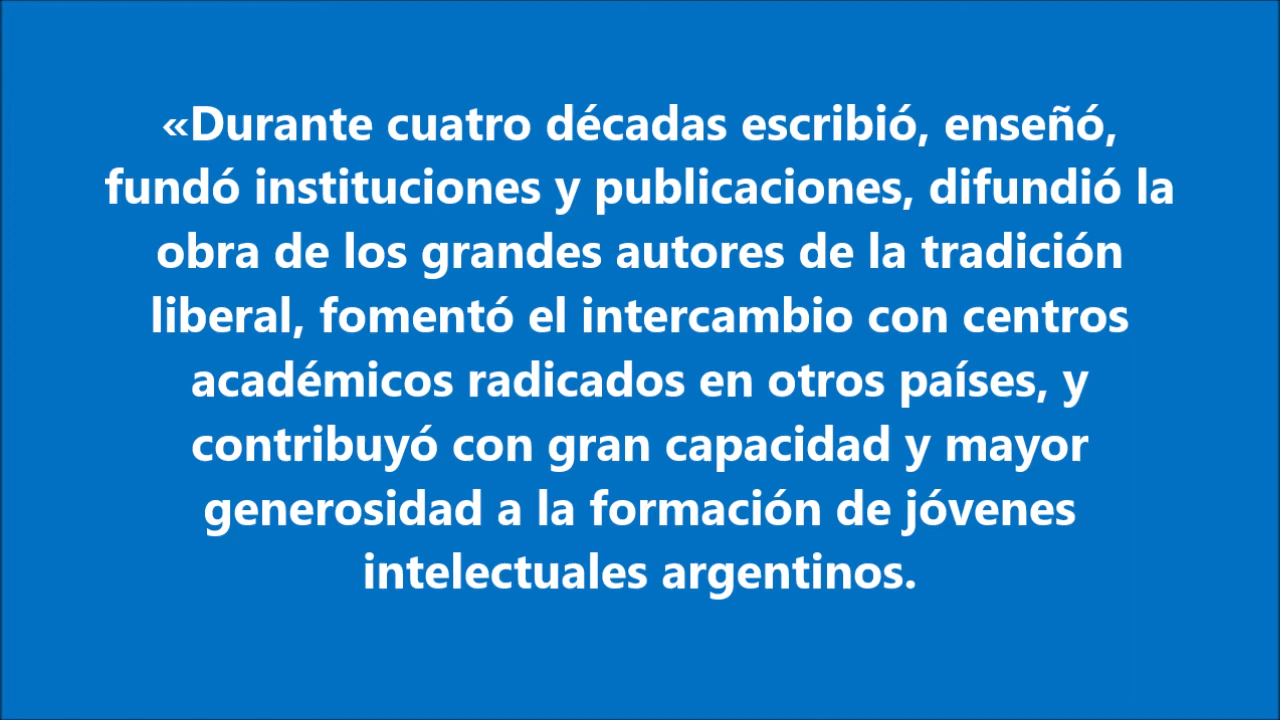 «Durante cuatro décadas escribió, enseñó,
fundó instituciones y publicaciones, difundió la
obra de los grandes autores de la tradición
liberal, fomentó el intercambio con centros
académicos radicados en otros países, y
contribuyó con gran capacidad y mayor
generosidad a la formación de jóvenes
intelectuales argentinos.